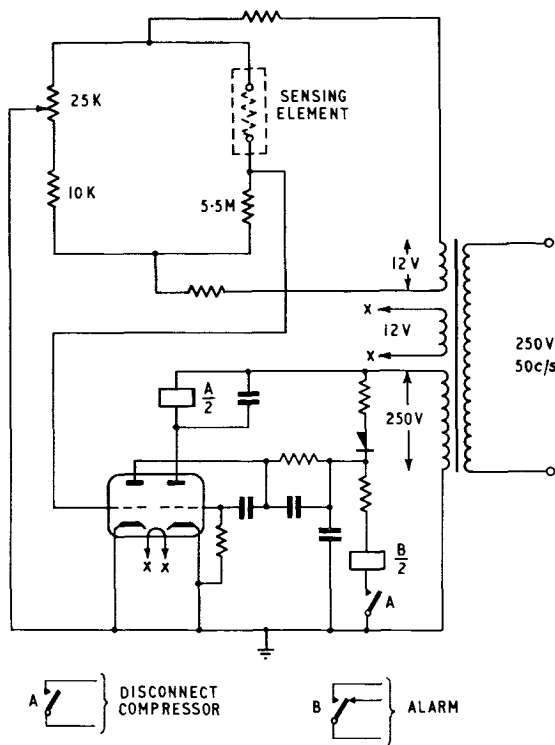 25K
SENSING
ELEMENT
10K
5·5M
12V
X
12V
X
250V
50c/s
A
2
250V
B
2
A
X X
A
DISCONNECT
COMPRESSOR
B
ALARM